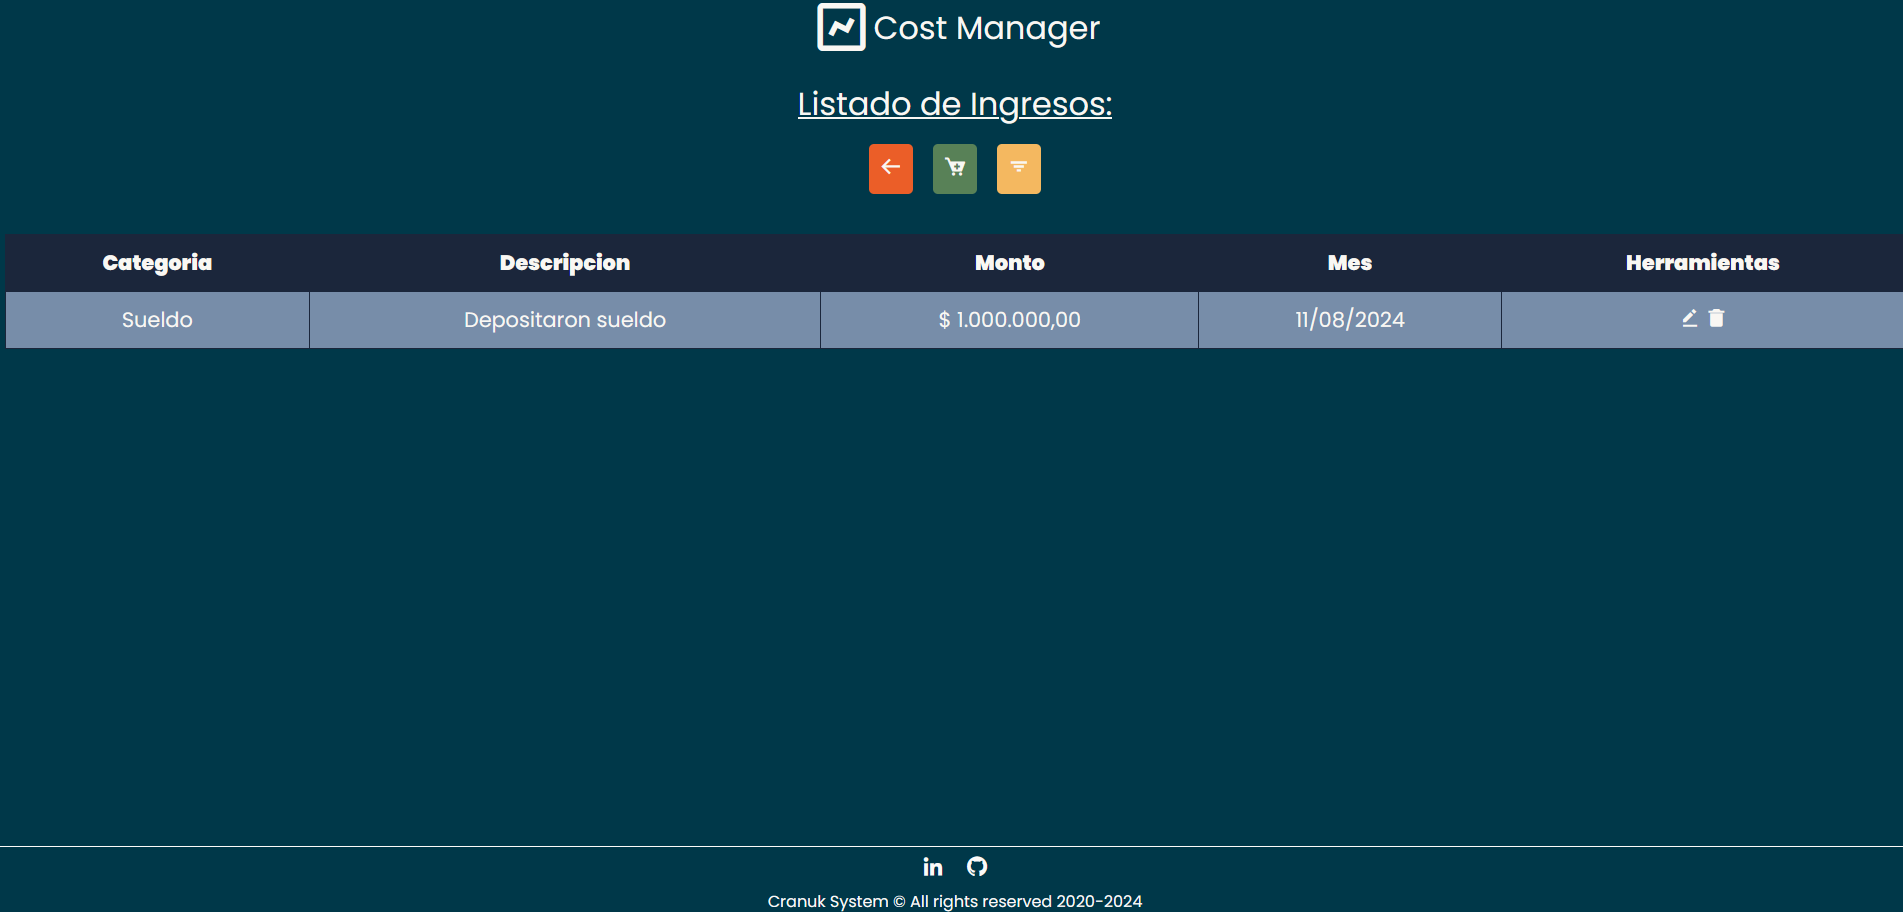 Cost Manager
Listado de Ingresos:
Categoria Descripcion Monto Mes Herramientas
Sueldo Depositaron sueldo $ 1.000.000,00 11/08/2024
in
Cranuk System © All rights reserved 2020-2024